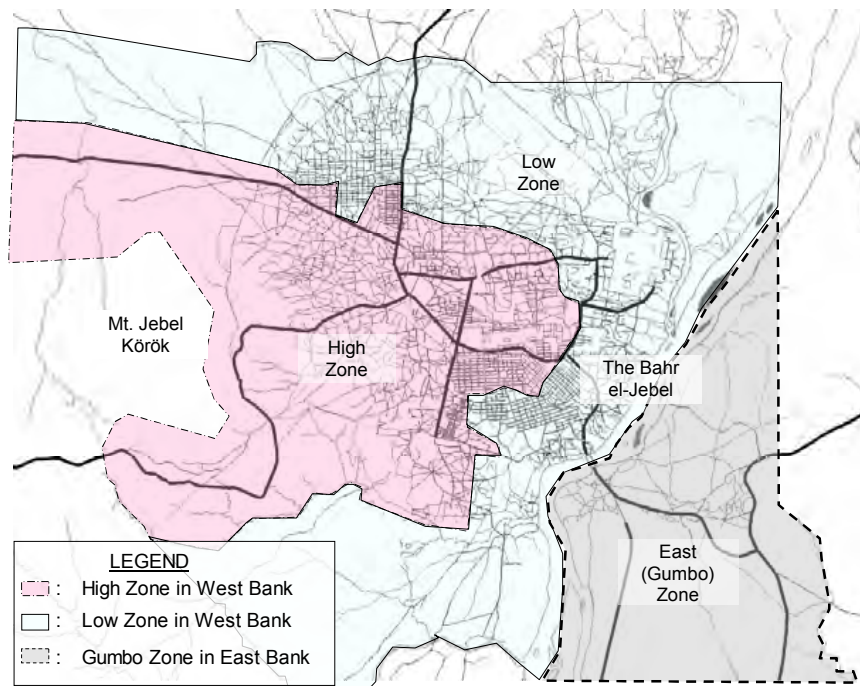 Low
Zone
Mt. Jebel
Körök
High
Zone
The Bahr
el-Jebel
East
(Gumbo)
Zone
LEGEND
: High Zone in West Bank
: Low Zone in West Bank
: Gumbo Zone in East Bank